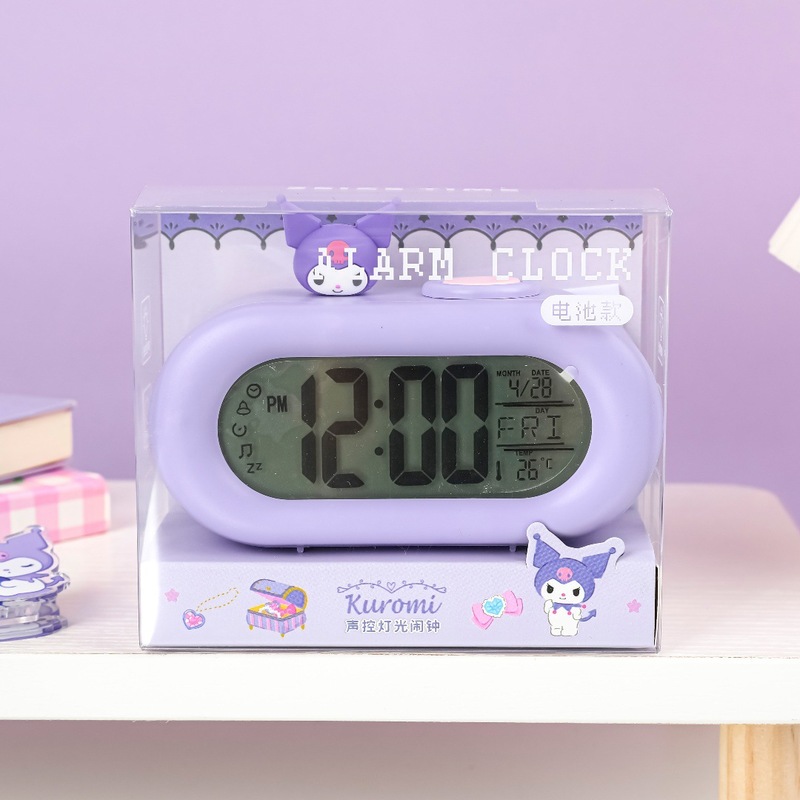 ALARM CLOCK
电池款
MONTH DATE
4/28
PM 12:00
DAY
FRI
TEMP
26°C
Zz
Kuromi
声控灯光闹钟